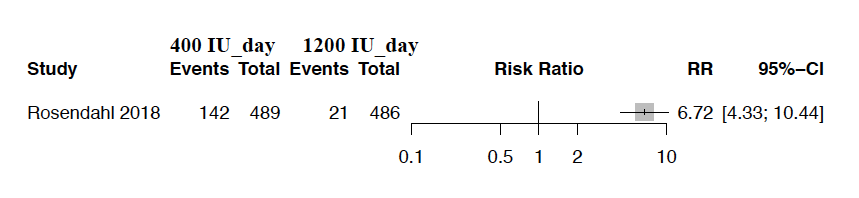 400 IU_day 1200 IU_day
Study Events Total Events Total Risk Ratio RR 95%−CI
Rosendahl 2018 142 489 21 486 6.72 [4.33; 10.44]
0.1 0.5 1 2 10